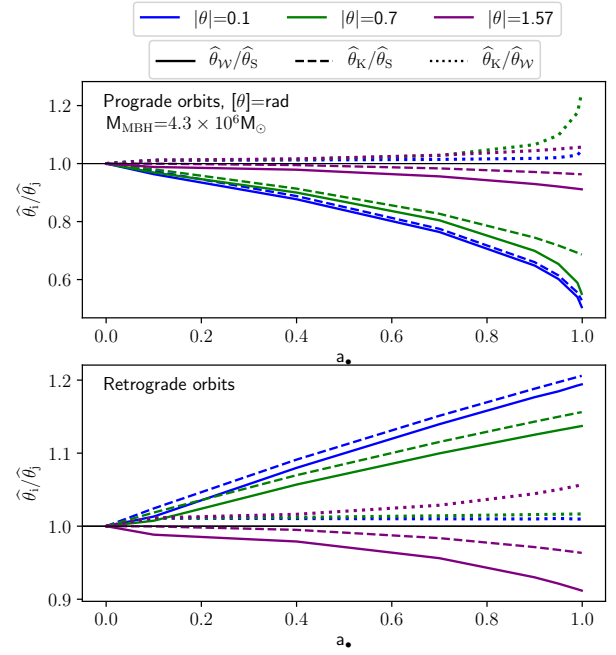 |θ|=0.1 |θ|=0.7 |θ|=1.57
θ̂_𝒲/θ̂_S θ̂_K/θ̂_S θ̂_K/θ̂_𝒲
Prograde orbits, [θ]=rad
M_MBH=4.3 × 10⁶M_⊙
1.2
1.0
0.8
0.6
θ̂_i/θ̂_j
0.0 0.2 0.4 0.6 0.8 1.0
a_•
Retrograde orbits
1.2
1.1
1.0
0.9
θ̂_i/θ̂_j
0.0 0.2 0.4 0.6 0.8 1.0
a_•